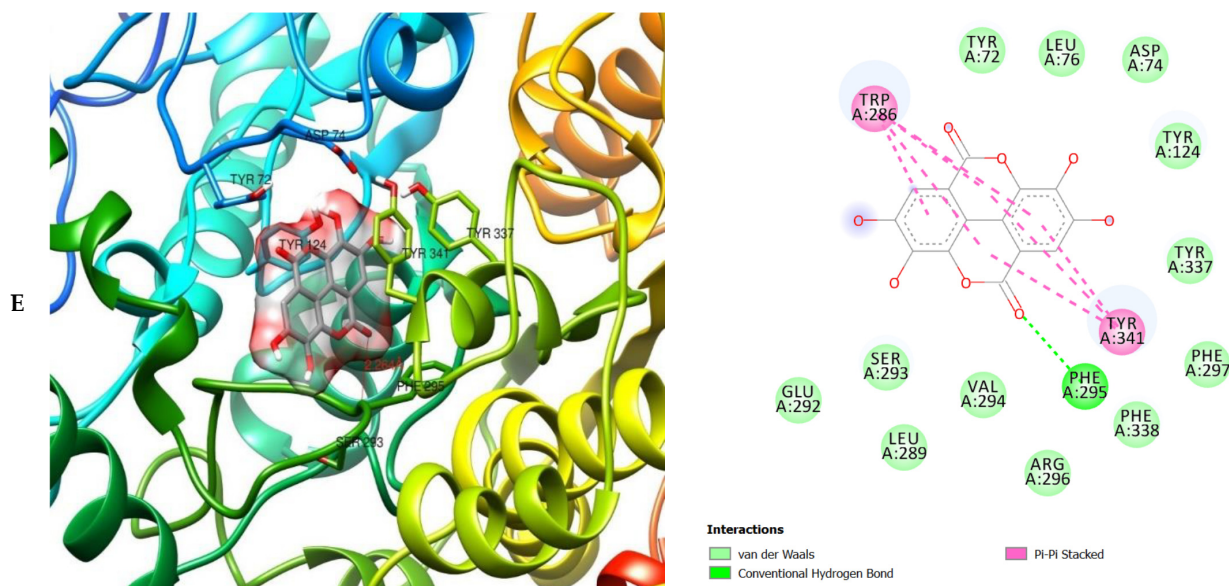 E
ASP 74
TYR 72
TYR 124
TYR 337
TYR 341
PHE 295
SER 293
TYR
A:72
LEU
A:76
ASP
A:74
TRP
A:286
TYR
A:124
O
O
O
O
O
O
O
O
TYR
A:337
TYR
A:341
SER
A:293
PHE
A:297
GLU
A:292
VAL
A:294
PHE
A:295
LEU
A:289
PHE
A:338
ARG
A:296
Interactions
van der Waals
Conventional Hydrogen Bond
Pi-Pi Stacked